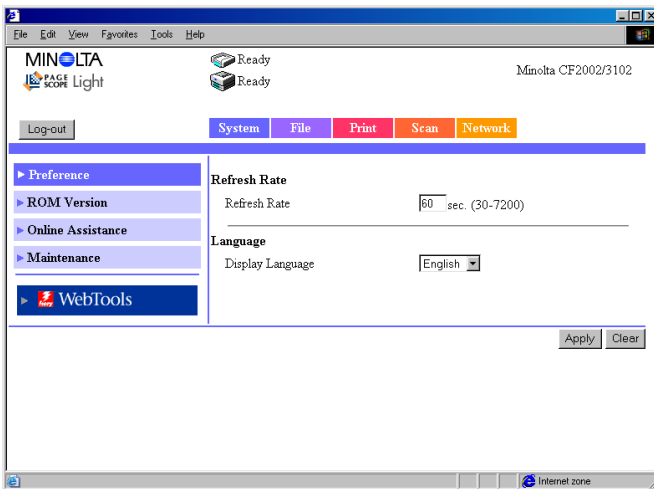 File Edit View Favorites Tools Help
MINOLTA
PAGE SCOPE Light
Ready
Ready
Minolta CF2002/3102
Log-out
System File Print Scan Network
Preference
ROM Version
Online Assistance
Maintenance
fiery WebTools
Refresh Rate
Refresh Rate 60 sec. (30-7200)
Language
Display Language English
Apply Clear
Internet zone